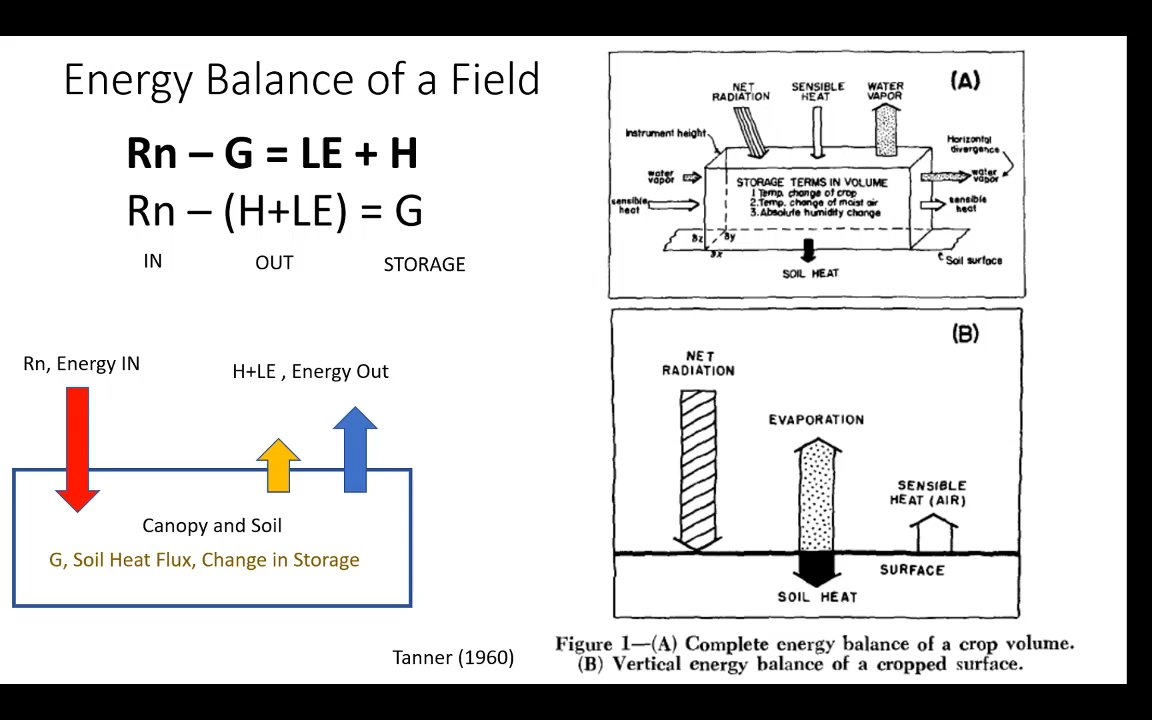 Energy Balance of a Field
Rn – G = LE + H
Rn – (H+LE) = G
IN OUT STORAGE
Rn, Energy IN
H+LE , Energy Out
Canopy and Soil
G, Soil Heat Flux, Change in Storage
Tanner (1960)
(A)
NET
RADIATION
SENSIBLE
HEAT
WATER
VAPOR
Instrument height
Horizontal
divergence
water
vapor
sensible
heat
STORAGE TERMS IN VOLUME
1 Temp. change of crop
2. Temp. change of moist air
3. Absolute humidity change
water
vapor
sensible
heat
δz
δy
δx
Soil surface
SOIL HEAT
(B)
NET
RADIATION
EVAPORATION
SENSIBLE
HEAT (AIR)
SURFACE
SOIL HEAT
Figure 1—(A) Complete energy balance of a crop volume.
(B) Vertical energy balance of a cropped surface.